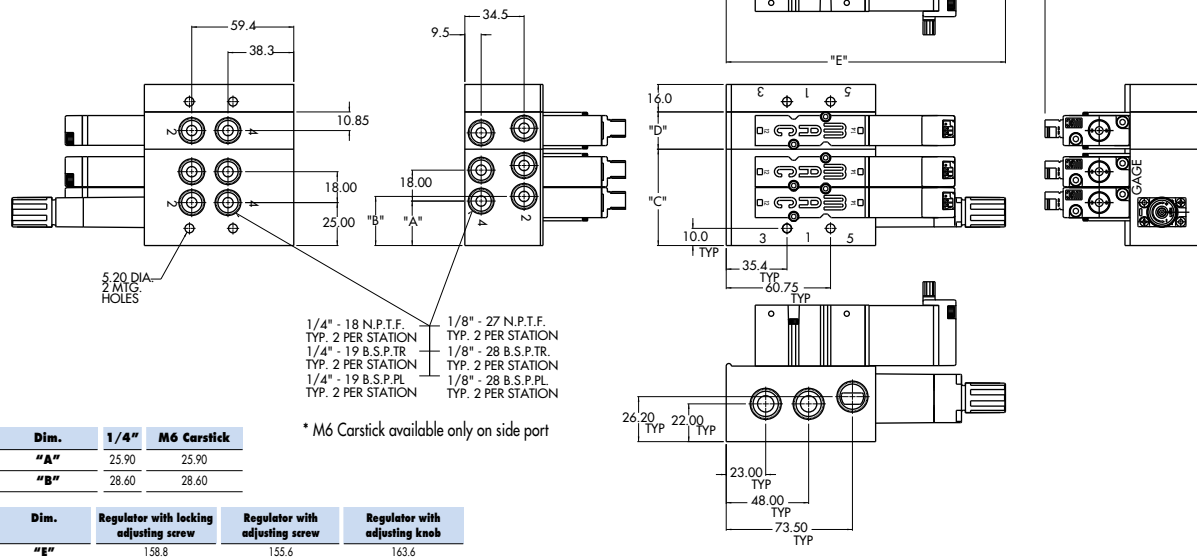 59.4
38.3
34.5
9.5
"E"
10.85
18.00
25.00
2
4
2
4
5.20 DIA.
2 MTG.
HOLES
18.00
"B"
"A"
4
2
16.0
"D"
"C"
10.0
TYP
3 1 5
3 1 5
35.4
TYP
60.75
TYP
GAGE
1/4" - 18 N.P.T.F.
TYP. 2 PER STATION
1/4" - 19 B.S.P.TR
TYP. 2 PER STATION
1/4" - 19 B.S.P.PL
TYP. 2 PER STATION
1/8" - 27 N.P.T.F.
TYP. 2 PER STATION
1/8" - 28 B.S.P.TR.
TYP. 2 PER STATION
1/8" - 28 B.S.P.PL.
TYP. 2 PER STATION
* M6 Carstick available only on side port
26.20
TYP
22.00
TYP
23.00
TYP
48.00
TYP
73.50
TYP
Dim. 1/4" M6 Carstick
"A" 25.90 25.90
"B" 28.60 28.60
Dim. Regulator with locking adjusting screw Regulator with adjusting screw Regulator with adjusting knob
"E" 158.8 155.6 163.6